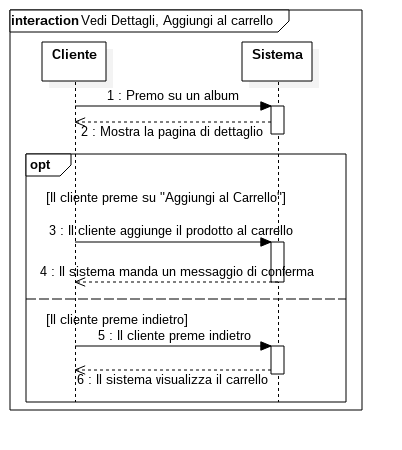 interaction Vedi Dettagli, Aggiungi al carrello
Cliente
Sistema
1 : Premo su un album
2 : Mostra la pagina di dettaglio
opt
[Il cliente preme su "Aggiungi al Carrello"]
3 : Il cliente aggiunge il prodotto al carrello
4 : Il sistema manda un messaggio di conferma
[Il cliente preme indietro]
5 : Il cliente preme indietro
6 : Il sistema visualizza il carrello